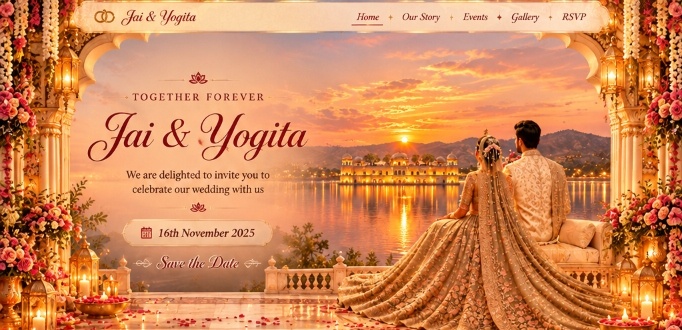 Jai & Yogita
Home
Our Story
Events
Gallery
RSVP
TOGETHER FOREVER
Jai & Yogita
We are delighted to invite you to
celebrate our wedding with us
16th November 2025
Save the Date